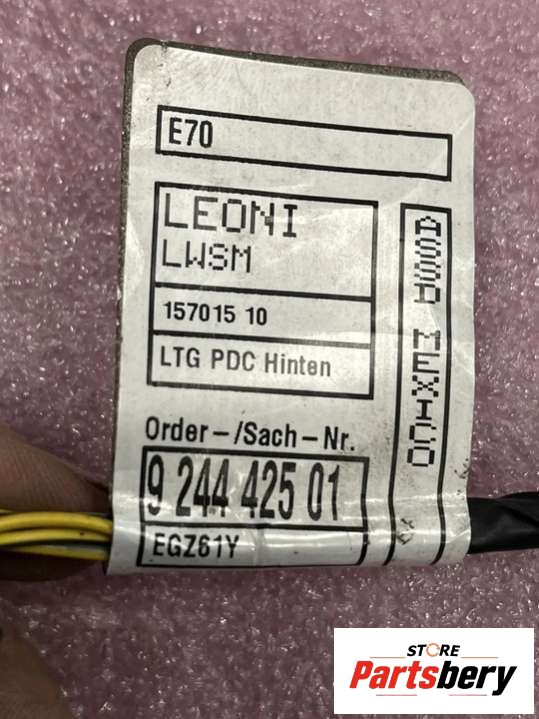 E70
LEONI
LWSM
157015 10
LTG PDC Hinten
ASSD MEXICO
Order-/Sach-Nr.
9 244 425 01
EGZ61Y
STORE
Partsbery